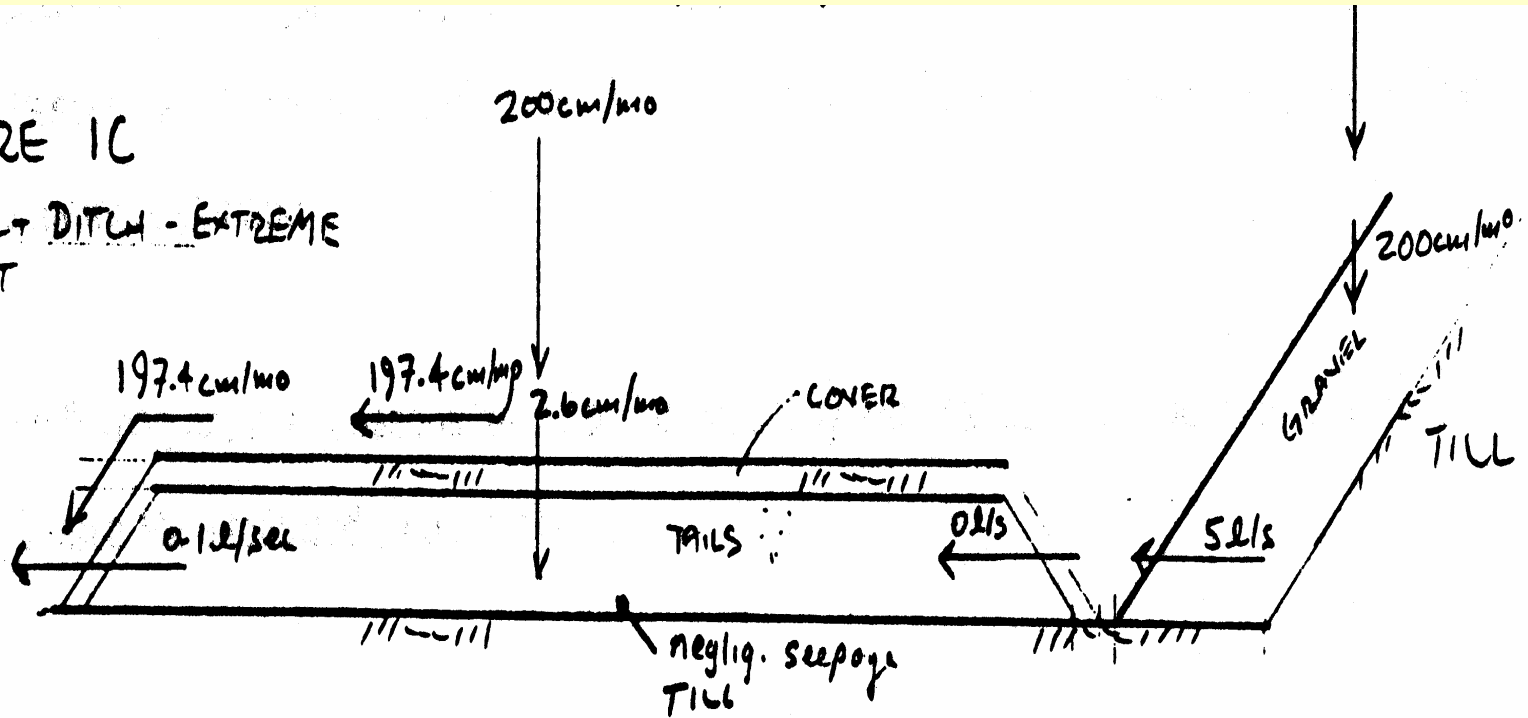 200cm/mo
RE 1C
DITCH - EXTREME
T
200cm/mo
197.4cm/mo
197.4cm/mo
2.6cm/mo
COVER
GRAVEL
TILL
0.1l/sec
TAILS
0l/s
5l/s
neglig. seepage
TILL